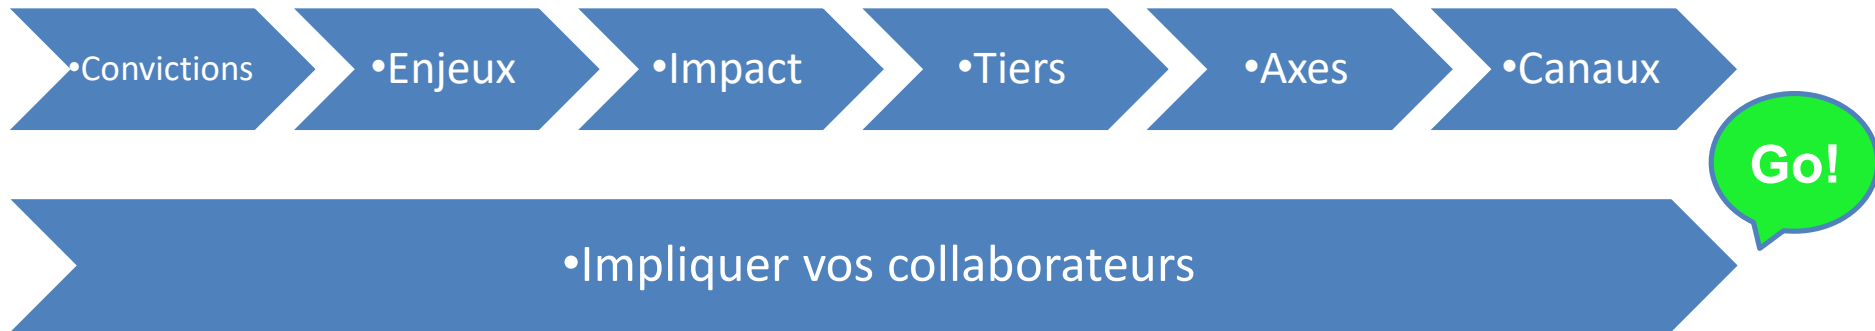 •Convictions
•Enjeux
•Impact
•Tiers
•Axes
•Canaux
Go!
•Impliquer vos collaborateurs